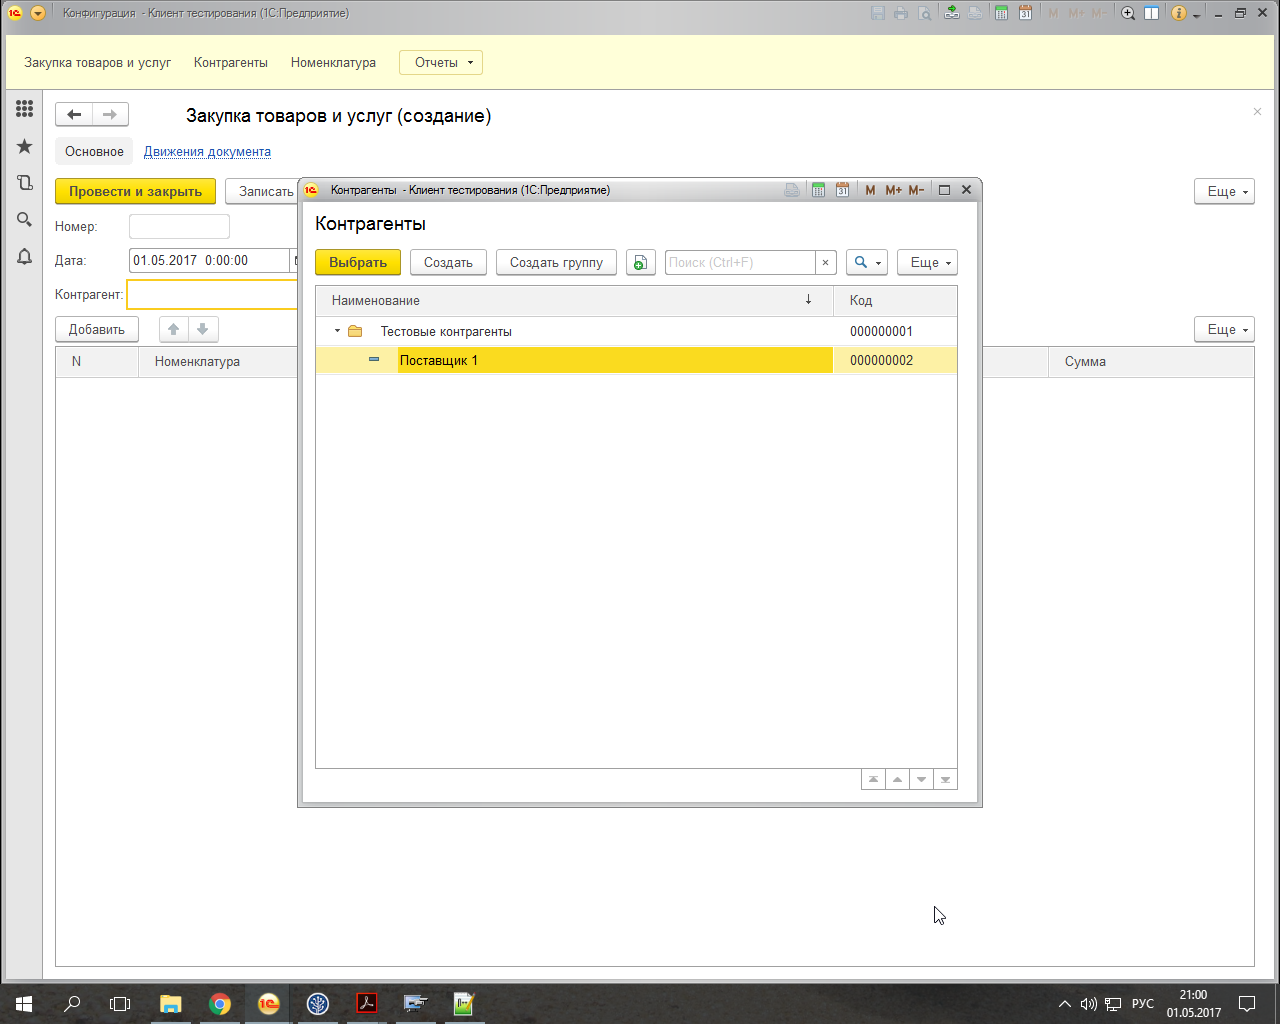 Конфигурация - Клиент тестирования (1С:Предприятие)
31 M M+ M-
Закупка товаров и услуг Контрагенты Номенклатура Отчеты
Закупка товаров и услуг (создание)
Основное Движения документа
Провести и закрыть Записать Еще
Номер:
Дата: 01.05.2017 0:00:00
Контрагент:
Добавить Еще
N Номенклатура Сумма
Контрагенты - Клиент тестирования (1С:Предприятие) 31 M M+ M-
Контрагенты
Выбрать Создать Создать группу Поиск (Ctrl+F) × Еще
Наименование Код
Тестовые контрагенты 000000001
Поставщик 1 000000002
РУС
21:00
01.05.2017